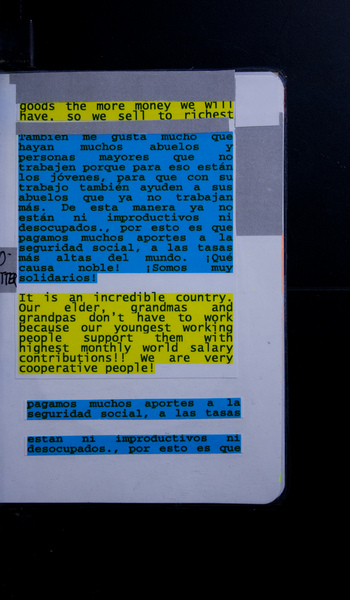 goods the more money we will
have, so we sell to richest
También me gusta mucho que
hayan muchos abuelos y
personas mayores que no
trabajen porque para eso están
los jóvenes, para que con su
trabajo también ayuden a sus
abuelos que ya no trabajan
más. De esta manera ya no
están ni improductivos ni
desocupados., por esto es que
pagamos muchos aportes a la
seguridad social, a las tasas
más altas del mundo. ¡Qué
causa noble! ¡Somos muy
solidarios!
It is an incredible country.
Our elder, grandmas and
grandpas don't have to work
because our youngest working
people support them with
highest monthly world salary
contributions!! We are very
cooperative people!
pagamos muchos aportes a la
seguridad social, a las tasas
están ni improductivos ni
desocupados., por esto es que